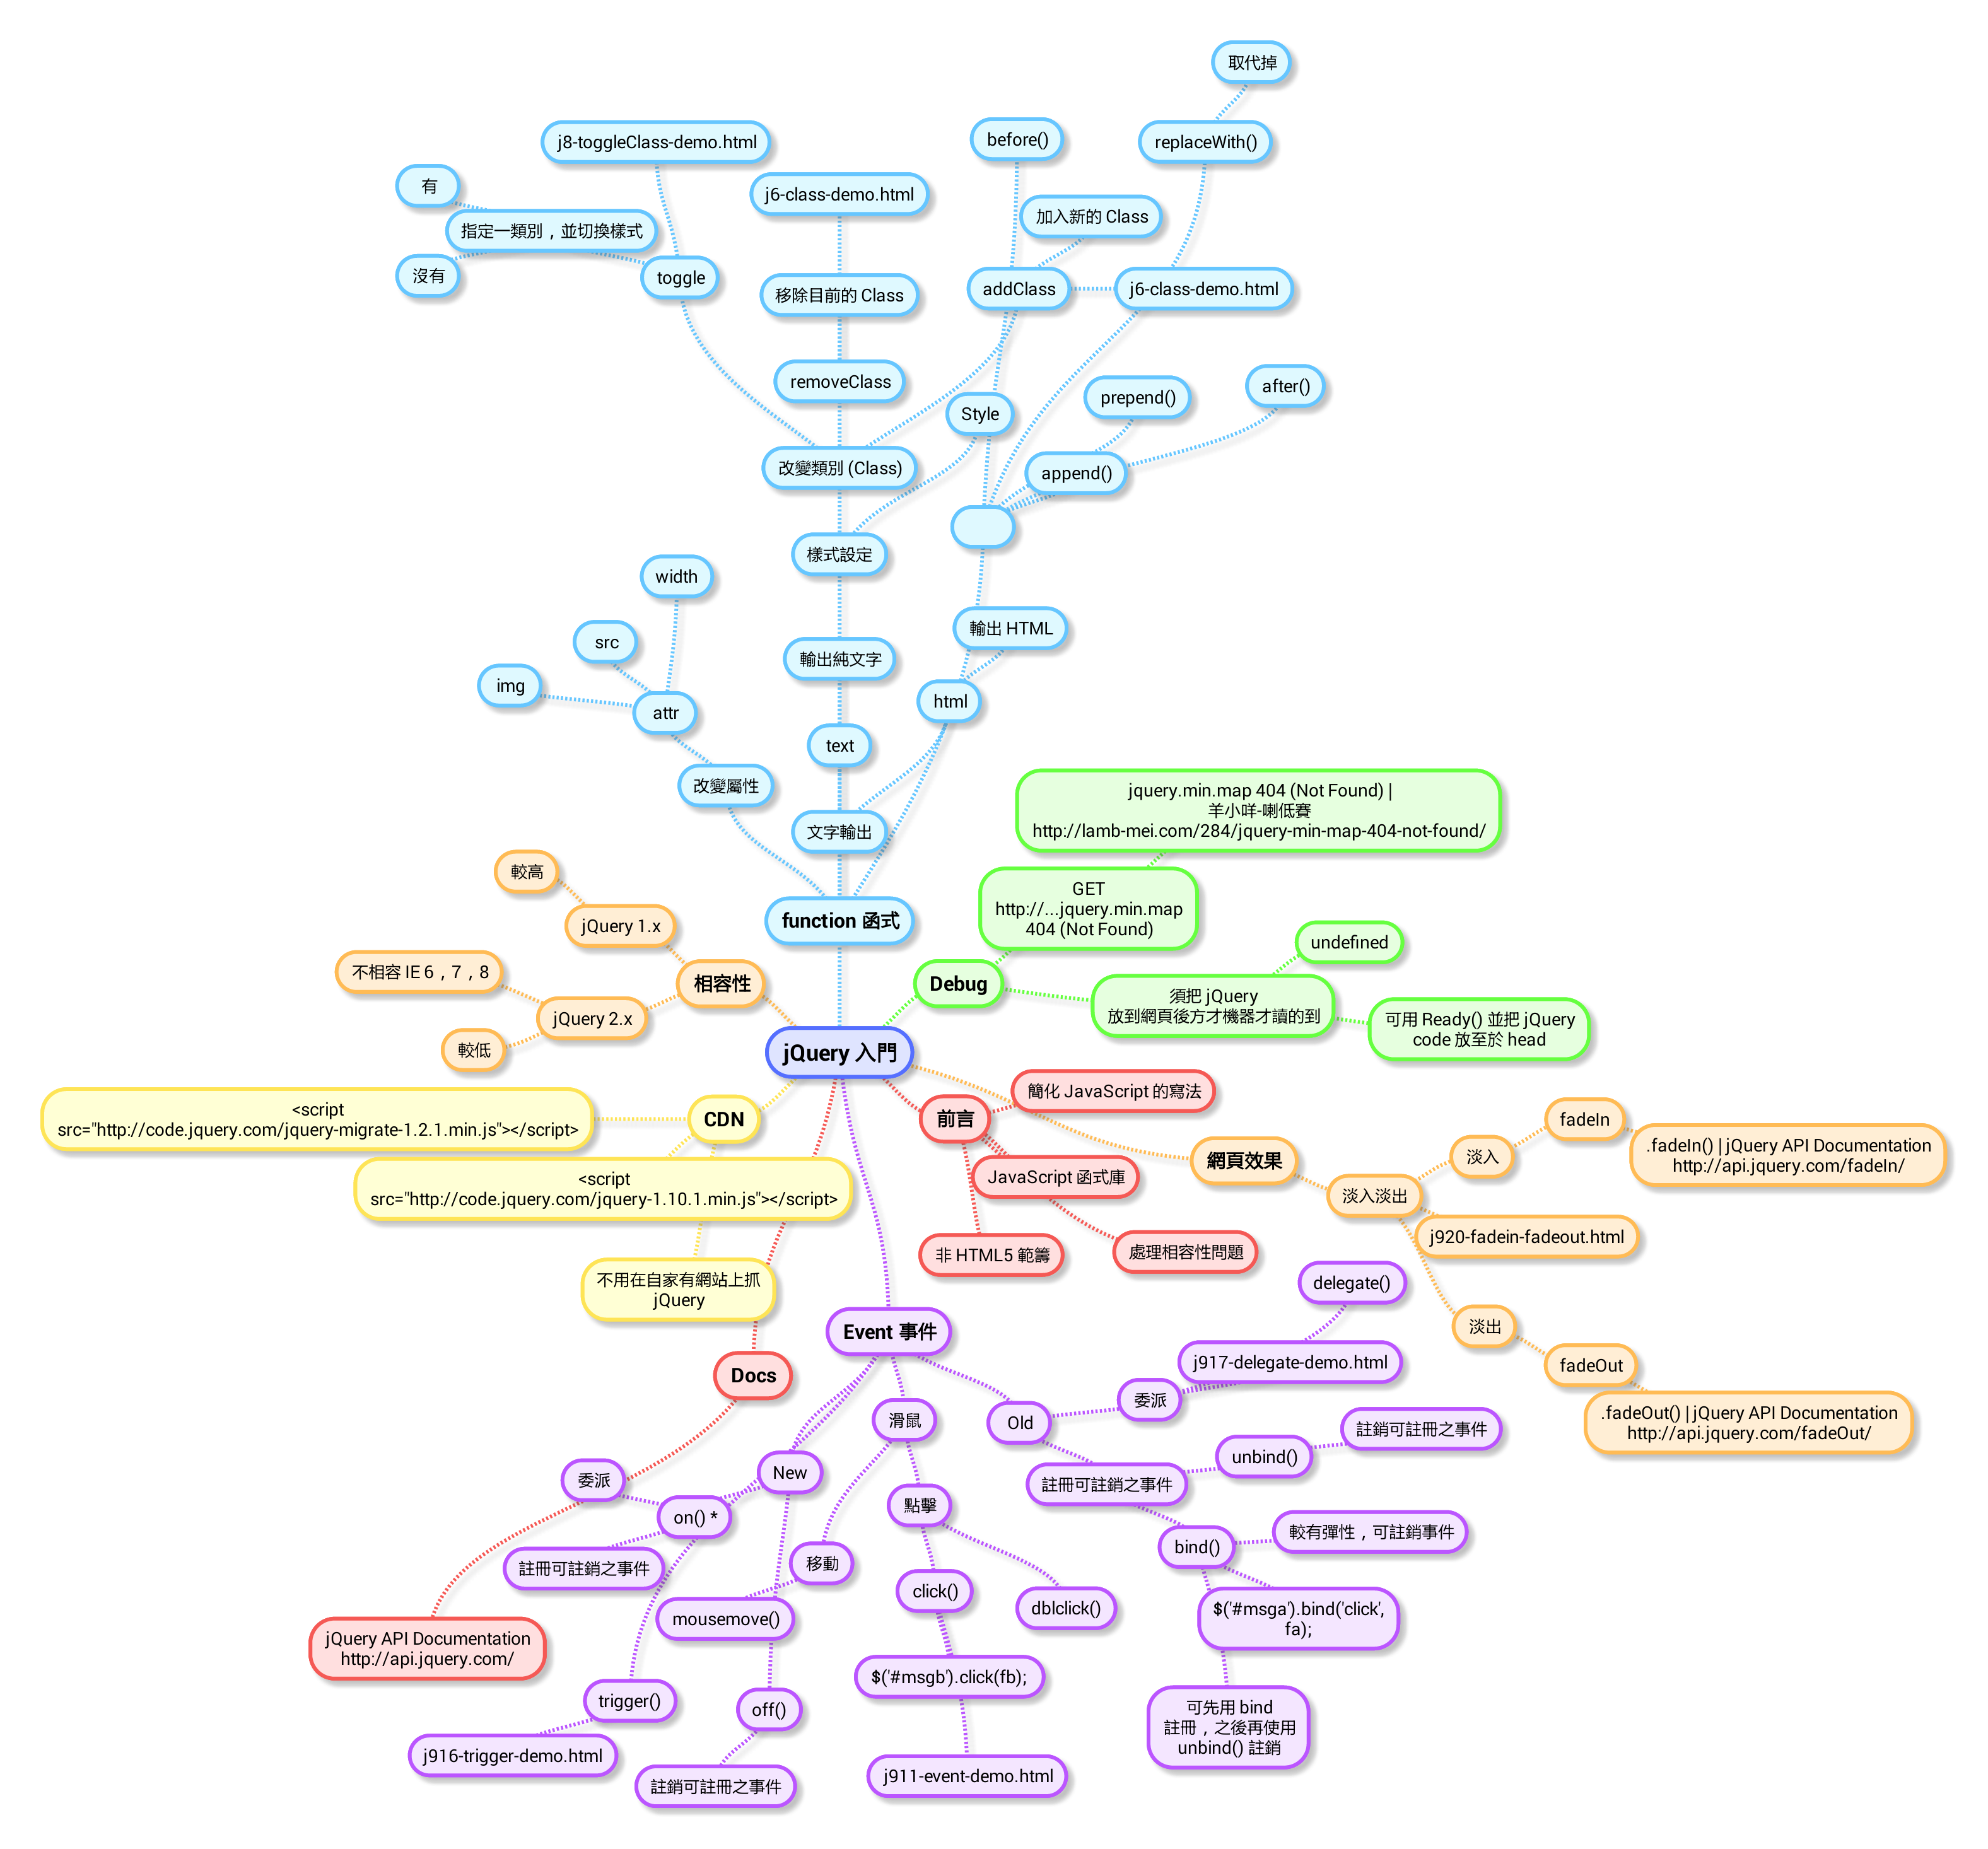 取代掉
j8-toggleClass-demo.html
before()
replaceWith()
有
j6-class-demo.html
加入新的 Class
指定一類別，並切換樣式
沒有
toggle
移除目前的 Class
addClass
j6-class-demo.html
removeClass
Style
prepend()
after()
改變類別 (Class)
append()
樣式設定
width
src
輸出 HTML
輸出純文字
img
attr
html
text
改變屬性
文字輸出
function 函式
jquery.min.map 404 (Not Found) |
羊小咩-喇低賽
http://lamb-mei.com/284/jquery-min-map-404-not-found/
GET
http://...jquery.min.map
404 (Not Found)
undefined
Debug
須把 jQuery
放到網頁後方才機器才讀的到
可用 Ready() 並把 jQuery
code 放至於 head
較高
jQuery 1.x
不相容 IE 6，7，8
相容性
jQuery 2.x
較低
jQuery 入門
CDN
<script
src="http://code.jquery.com/jquery-migrate-1.2.1.min.js"></script>
<script
src="http://code.jquery.com/jquery-1.10.1.min.js"></script>
不用在自家有網站上抓
jQuery
前言
簡化 JavaScript 的寫法
JavaScript 函式庫
非 HTML5 範籌
處理相容性問題
網頁效果
淡入淡出
淡入
fadeIn
.fadeIn() | jQuery API Documentation
http://api.jquery.com/fadeIn/
j920-fadein-fadeout.html
淡出
fadeOut
.fadeOut() | jQuery API Documentation
http://api.jquery.com/fadeOut/
Docs
jQuery API Documentation
http://api.jquery.com/
Event 事件
delegate()
j917-delegate-demo.html
委派
Old
註銷可註冊之事件
unbind()
註冊可註銷之事件
bind()
較有彈性，可註銷事件
$('#msga').bind('click',
fa);
可先用 bind
註冊，之後再使用
unbind() 註銷
滑鼠
點擊
click()
dblclick()
$('#msgb').click(fb);
j911-event-demo.html
移動
mousemove()
New
委派
on() *
註冊可註銷之事件
trigger()
j916-trigger-demo.html
off()
註銷可註冊之事件